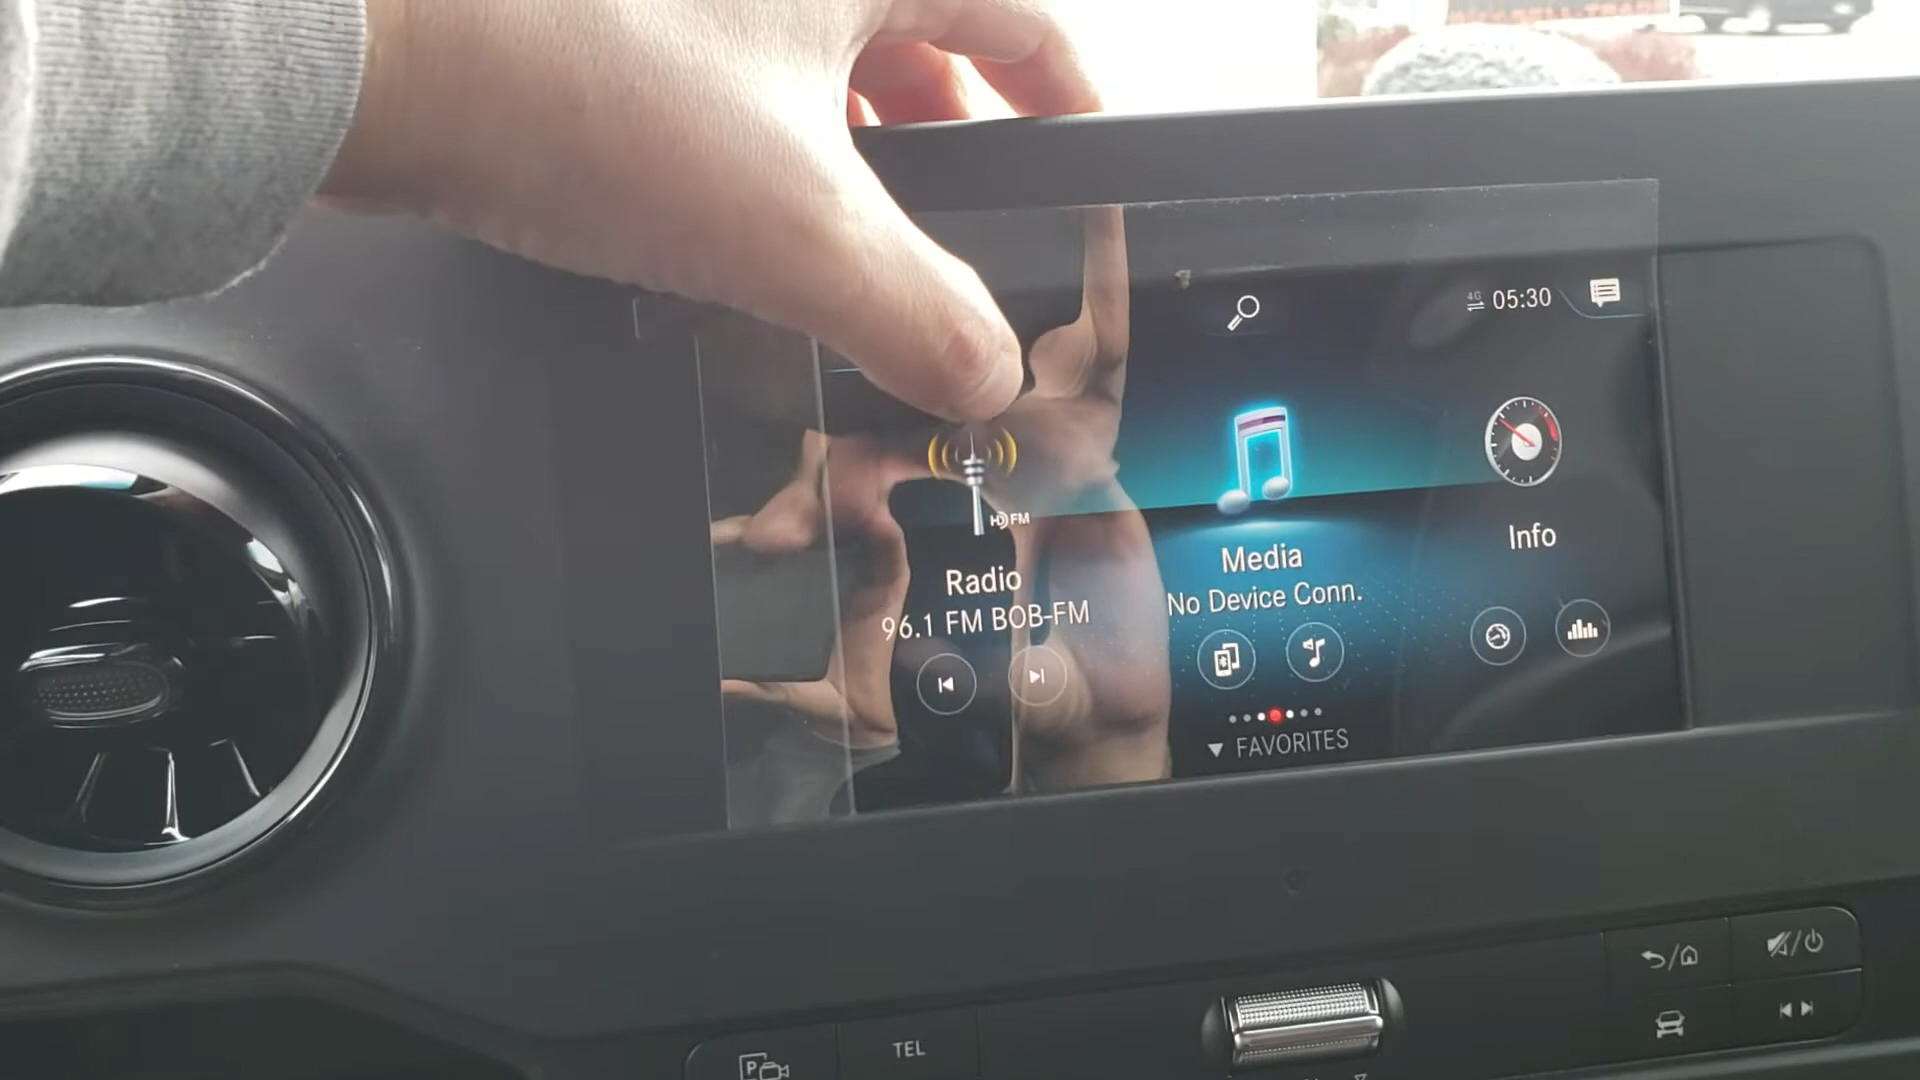 4G 05:30
HD FM
Radio
96.1 FM BOB-FM
Media
No Device Conn.
Info
FAVORITES
TEL
P